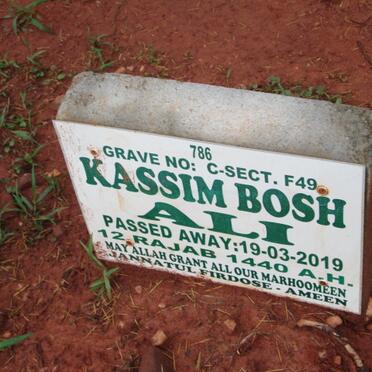 786
GRAVE NO: C-SECT. F49
KASSIM BOSH
ALI
PASSED AWAY:19-03-2019
12 RAJAB 1440 A.H.
MAY ALLAH GRANT ALL OUR MARHOOMEEN
JANNATUL FIRDOSE - AMEEN